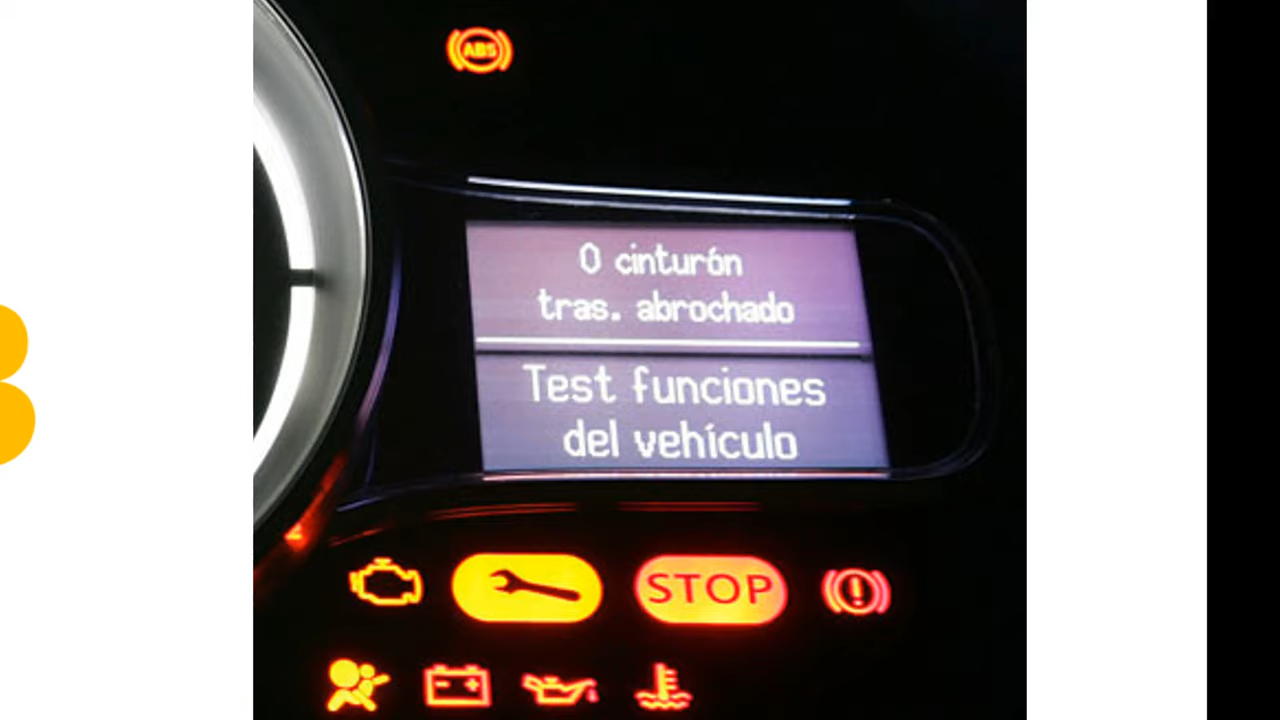 ABS
0 cinturón
tras. abrochado
Test funciones
del vehículo
STOP